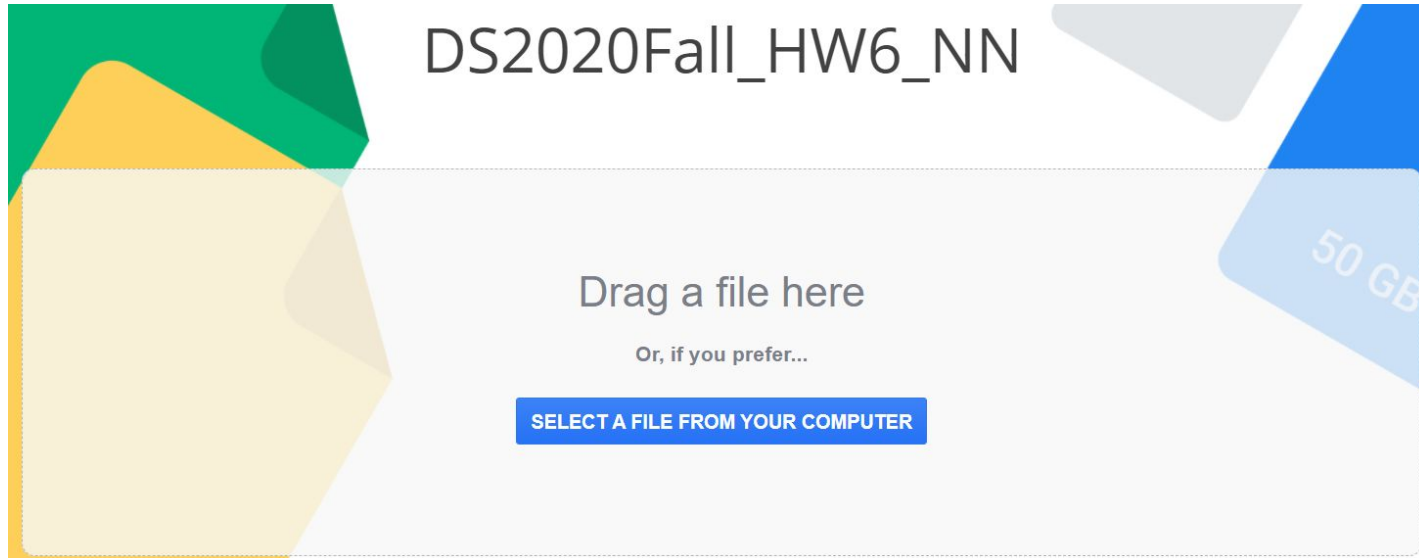 DS2020Fall_HW6_NN
50 GB
Drag a file here
Or, if you prefer...
SELECT A FILE FROM YOUR COMPUTER